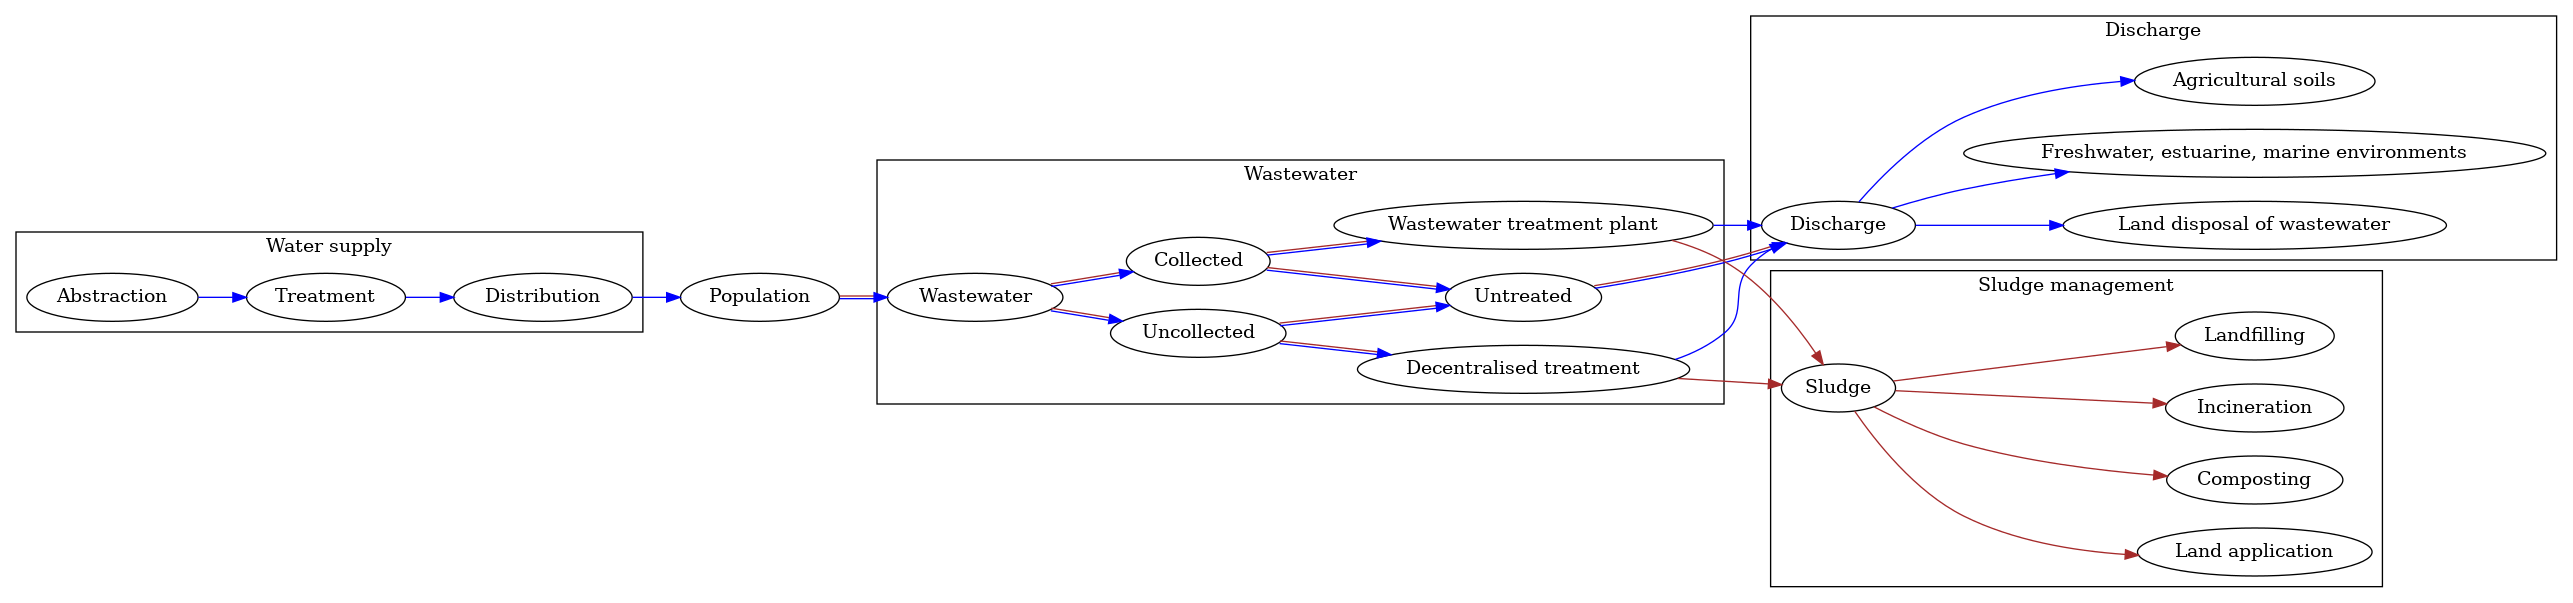 Water supply
Abstraction
Treatment
Distribution
Population
Wastewater
Wastewater
Collected
Uncollected
Wastewater treatment plant
Untreated
Decentralised treatment
Discharge
Discharge
Agricultural soils
Freshwater, estuarine, marine environments
Land disposal of wastewater
Sludge management
Sludge
Landfilling
Incineration
Composting
Land application